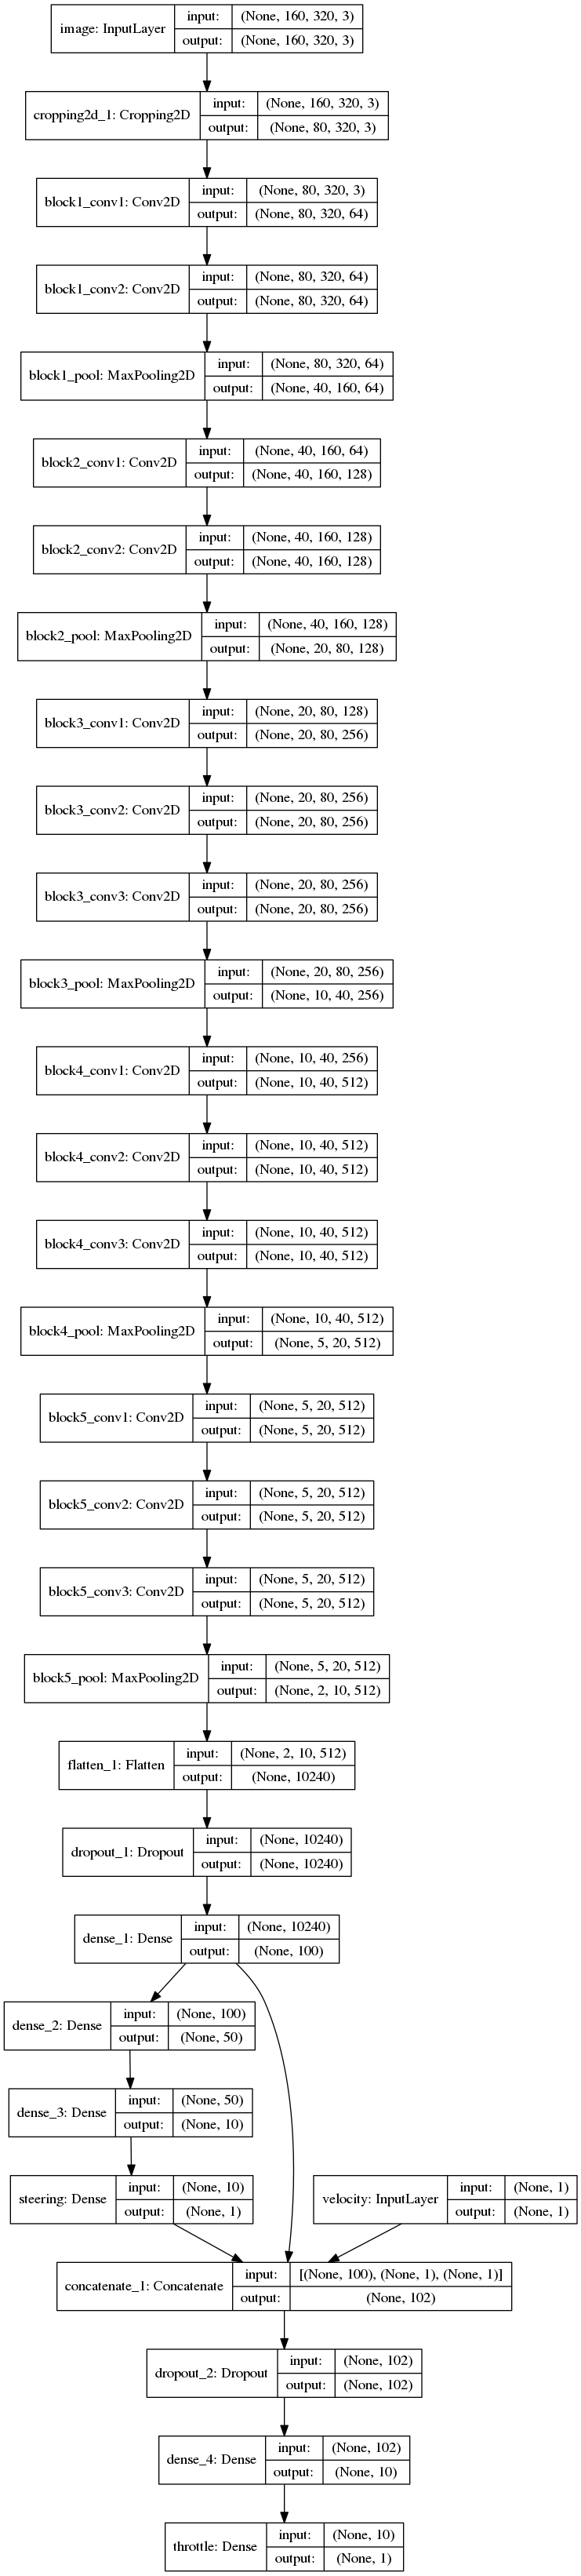 image: InputLayer
input: (None, 160, 320, 3)
output: (None, 160, 320, 3)
cropping2d_1: Cropping2D
input: (None, 160, 320, 3)
output: (None, 80, 320, 3)
block1_conv1: Conv2D
input: (None, 80, 320, 3)
output: (None, 80, 320, 64)
block1_conv2: Conv2D
input: (None, 80, 320, 64)
output: (None, 80, 320, 64)
block1_pool: MaxPooling2D
input: (None, 80, 320, 64)
output: (None, 40, 160, 64)
block2_conv1: Conv2D
input: (None, 40, 160, 64)
output: (None, 40, 160, 128)
block2_conv2: Conv2D
input: (None, 40, 160, 128)
output: (None, 40, 160, 128)
block2_pool: MaxPooling2D
input: (None, 40, 160, 128)
output: (None, 20, 80, 128)
block3_conv1: Conv2D
input: (None, 20, 80, 128)
output: (None, 20, 80, 256)
block3_conv2: Conv2D
input: (None, 20, 80, 256)
output: (None, 20, 80, 256)
block3_conv3: Conv2D
input: (None, 20, 80, 256)
output: (None, 20, 80, 256)
block3_pool: MaxPooling2D
input: (None, 20, 80, 256)
output: (None, 10, 40, 256)
block4_conv1: Conv2D
input: (None, 10, 40, 256)
output: (None, 10, 40, 512)
block4_conv2: Conv2D
input: (None, 10, 40, 512)
output: (None, 10, 40, 512)
block4_conv3: Conv2D
input: (None, 10, 40, 512)
output: (None, 10, 40, 512)
block4_pool: MaxPooling2D
input: (None, 10, 40, 512)
output: (None, 5, 20, 512)
block5_conv1: Conv2D
input: (None, 5, 20, 512)
output: (None, 5, 20, 512)
block5_conv2: Conv2D
input: (None, 5, 20, 512)
output: (None, 5, 20, 512)
block5_conv3: Conv2D
input: (None, 5, 20, 512)
output: (None, 5, 20, 512)
block5_pool: MaxPooling2D
input: (None, 5, 20, 512)
output: (None, 2, 10, 512)
flatten_1: Flatten
input: (None, 2, 10, 512)
output: (None, 10240)
dropout_1: Dropout
input: (None, 10240)
output: (None, 10240)
dense_1: Dense
input: (None, 10240)
output: (None, 100)
dense_2: Dense
input: (None, 100)
output: (None, 50)
dense_3: Dense
input: (None, 50)
output: (None, 10)
steering: Dense
input: (None, 10)
output: (None, 1)
velocity: InputLayer
input: (None, 1)
output: (None, 1)
concatenate_1: Concatenate
input: [(None, 100), (None, 1), (None, 1)]
output: (None, 102)
dropout_2: Dropout
input: (None, 102)
output: (None, 102)
dense_4: Dense
input: (None, 102)
output: (None, 10)
throttle: Dense
input: (None, 10)
output: (None, 1)